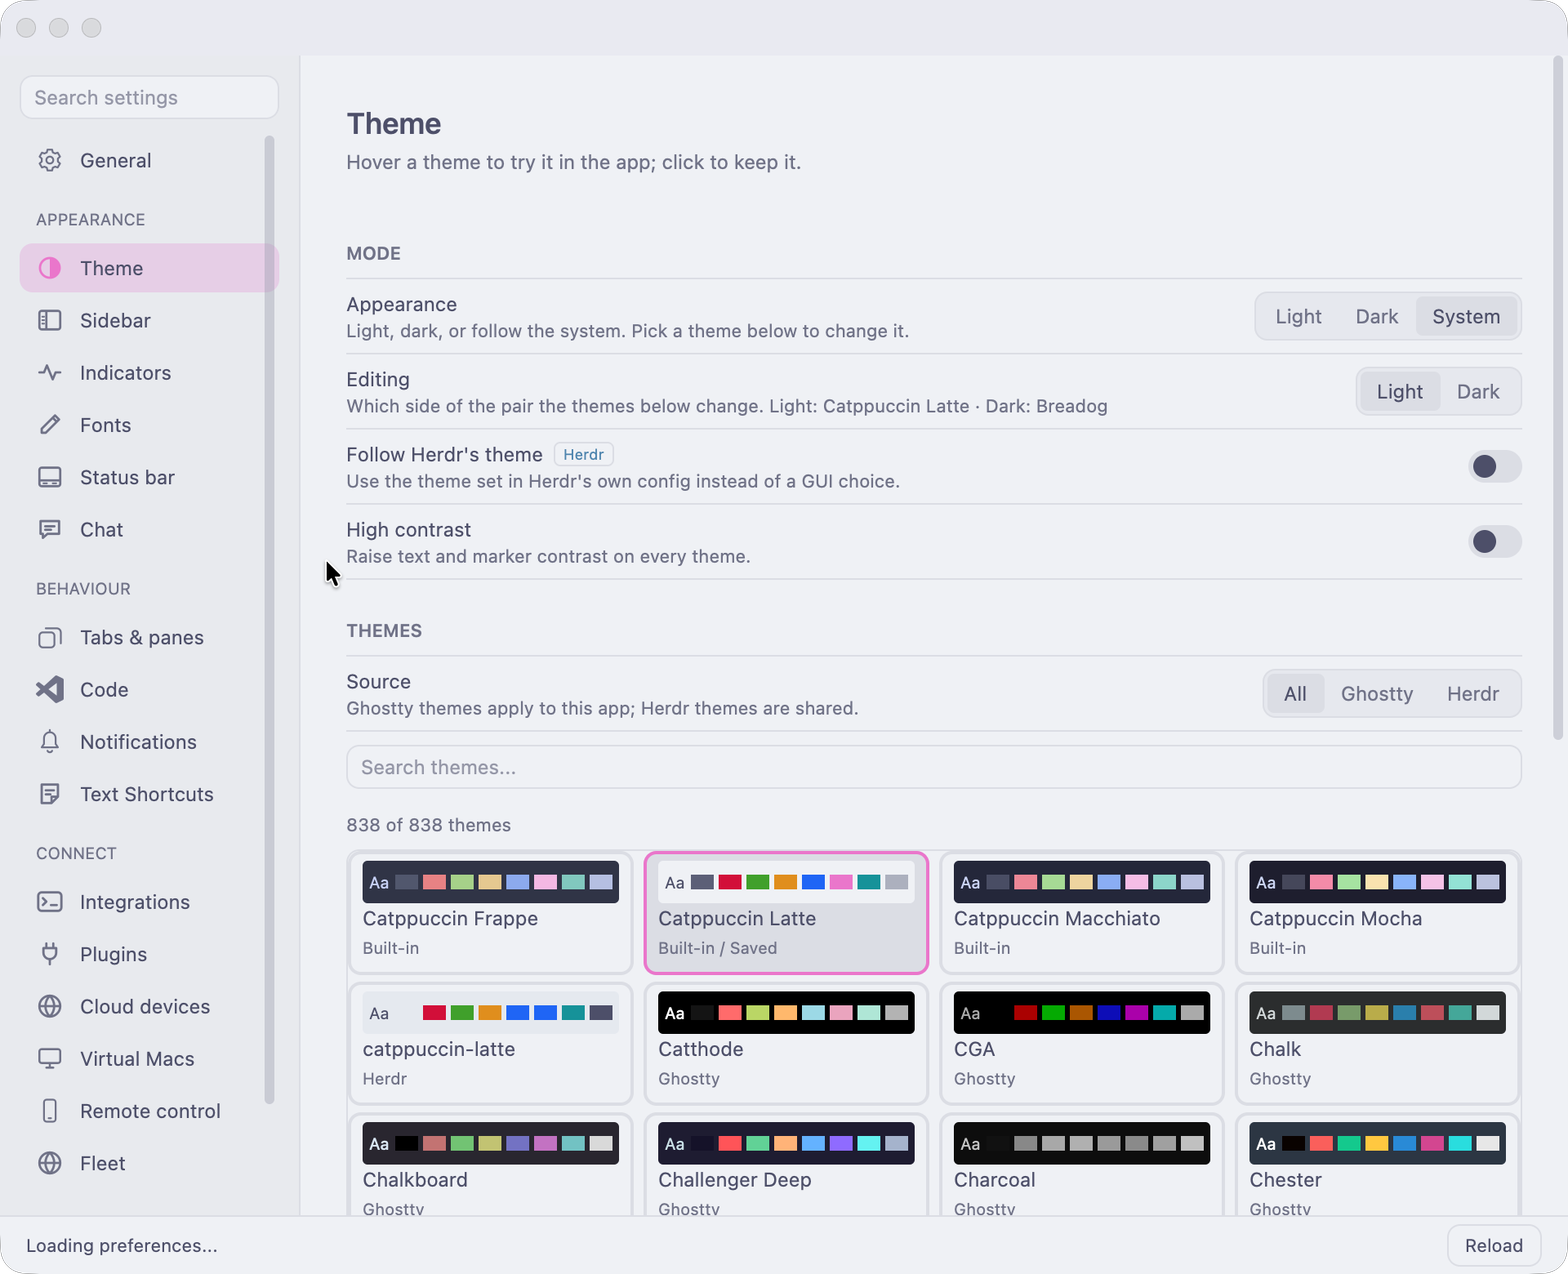 Search settings
General
APPEARANCE
Theme
Sidebar
Indicators
Fonts
Status bar
Chat
BEHAVIOUR
Tabs & panes
Code
Notifications
Text Shortcuts
CONNECT
Integrations
Plugins
Cloud devices
Virtual Macs
Remote control
Fleet
Theme
Hover a theme to try it in the app; click to keep it.
MODE
Appearance
Light, dark, or follow the system. Pick a theme below to change it.
Light Dark System
Editing
Which side of the pair the themes below change. Light: Catppuccin Latte · Dark: Breadog
Light Dark
Follow Herdr's theme Herdr
Use the theme set in Herdr's own config instead of a GUI choice.
High contrast
Raise text and marker contrast on every theme.
THEMES
Source
Ghostty themes apply to this app; Herdr themes are shared.
All Ghostty Herdr
Search themes...
838 of 838 themes
Aa Aa Aa Aa
Catppuccin Frappe Catppuccin Latte Catppuccin Macchiato Catppuccin Mocha
Built-in Built-in / Saved Built-in Built-in
Aa Aa Aa Aa
catppuccin-latte Catthode CGA Chalk
Herdr Ghostty Ghostty Ghostty
Aa Aa Aa Aa
Chalkboard Challenger Deep Charcoal Chester
Ghostty Ghostty Ghostty Ghostty
Loading preferences...
Reload